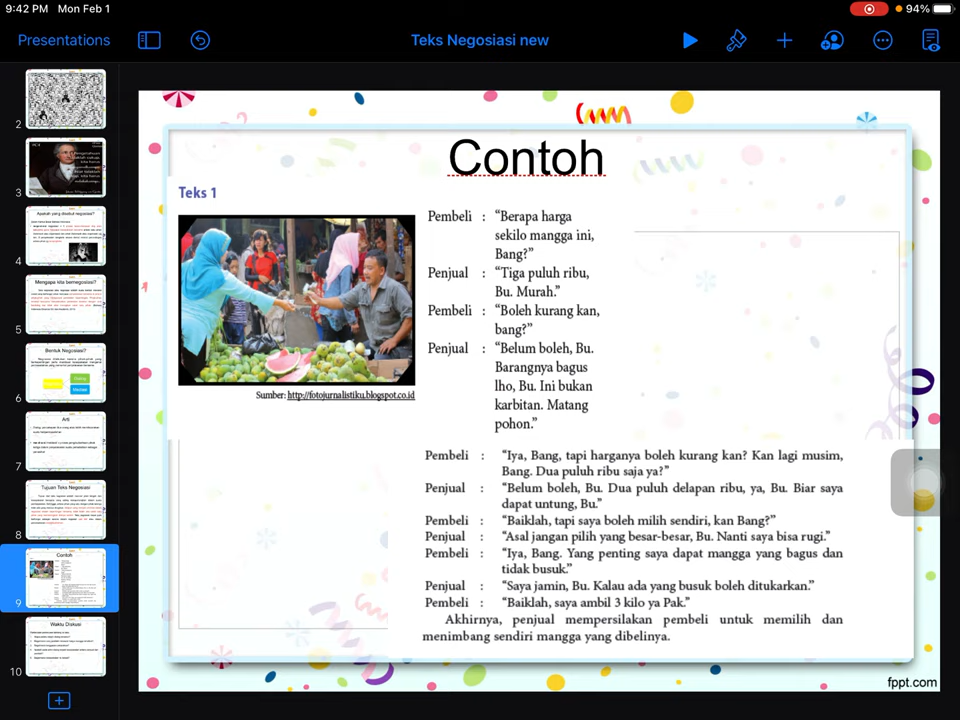 9:42 PM Mon Feb 1
94%
Presentations
Teks Negosiasi new
2
3
4
Apakah yang disebut negosiasi?
5
Mengapa kita bernegosiasi?
6
Bentuk Negosiasi?
7
Arti
8
Tujuan Teks Negosiasi
9
Contoh
10
Waktu Diskusi
Contoh
Teks 1
Sumber: http://fotojurnalistiku.blogspot.co.id
Pembeli : “Berapa harga
sekilo mangga ini,
Bang?”
Penjual : “Tiga puluh ribu,
Bu. Murah.”
Pembeli : “Boleh kurang kan,
bang?”
Penjual : “Belum boleh, Bu.
Barangnya bagus
lho, Bu. Ini bukan
karbitan. Matang
pohon.”
Pembeli : “Iya, Bang, tapi harganya boleh kurang kan? Kan lagi musim,
Bang. Dua puluh ribu saja ya?”
Penjual : “Belum boleh, Bu. Dua puluh delapan ribu, ya, Bu. Biar saya
dapat untung, Bu.”
Pembeli : “Baiklah, tapi saya boleh milih sendiri, kan Bang?”
Penjual : “Asal jangan pilih yang besar-besar, Bu. Nanti saya bisa rugi.”
Pembeli : “Iya, Bang. Yang penting saya dapat mangga yang bagus dan
tidak busuk.”
Penjual : “Saya jamin, Bu. Kalau ada yang busuk boleh ditukarkan.”
Pembeli : “Baiklah, saya ambil 3 kilo ya Pak.”
Akhirnya, penjual mempersilakan pembeli untuk memilih dan
menimbang sendiri mangga yang dibelinya.
fppt.com